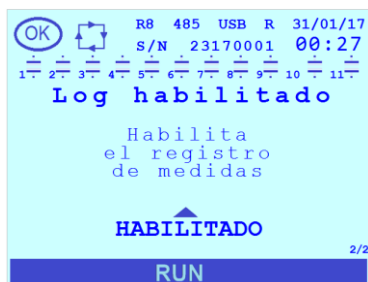 OK R8 485 USB R 31/01/17
S/N 23170001 00:27
1 2 3 4 5 6 7 8 9 10 11
Log habilitado
Habilita
el registro
de medidas
HABILITADO
2/2
RUN